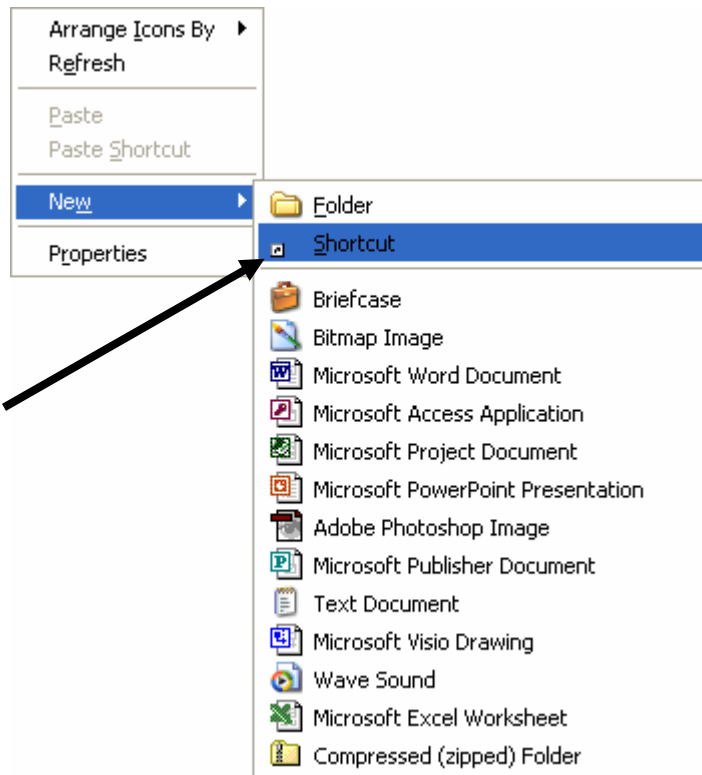 Arrange Icons By
Refresh
Paste
Paste Shortcut
New
Properties
Folder
Shortcut
Briefcase
Bitmap Image
Microsoft Word Document
Microsoft Access Application
Microsoft Project Document
Microsoft PowerPoint Presentation
Adobe Photoshop Image
Microsoft Publisher Document
Text Document
Microsoft Visio Drawing
Wave Sound
Microsoft Excel Worksheet
Compressed (zipped) Folder